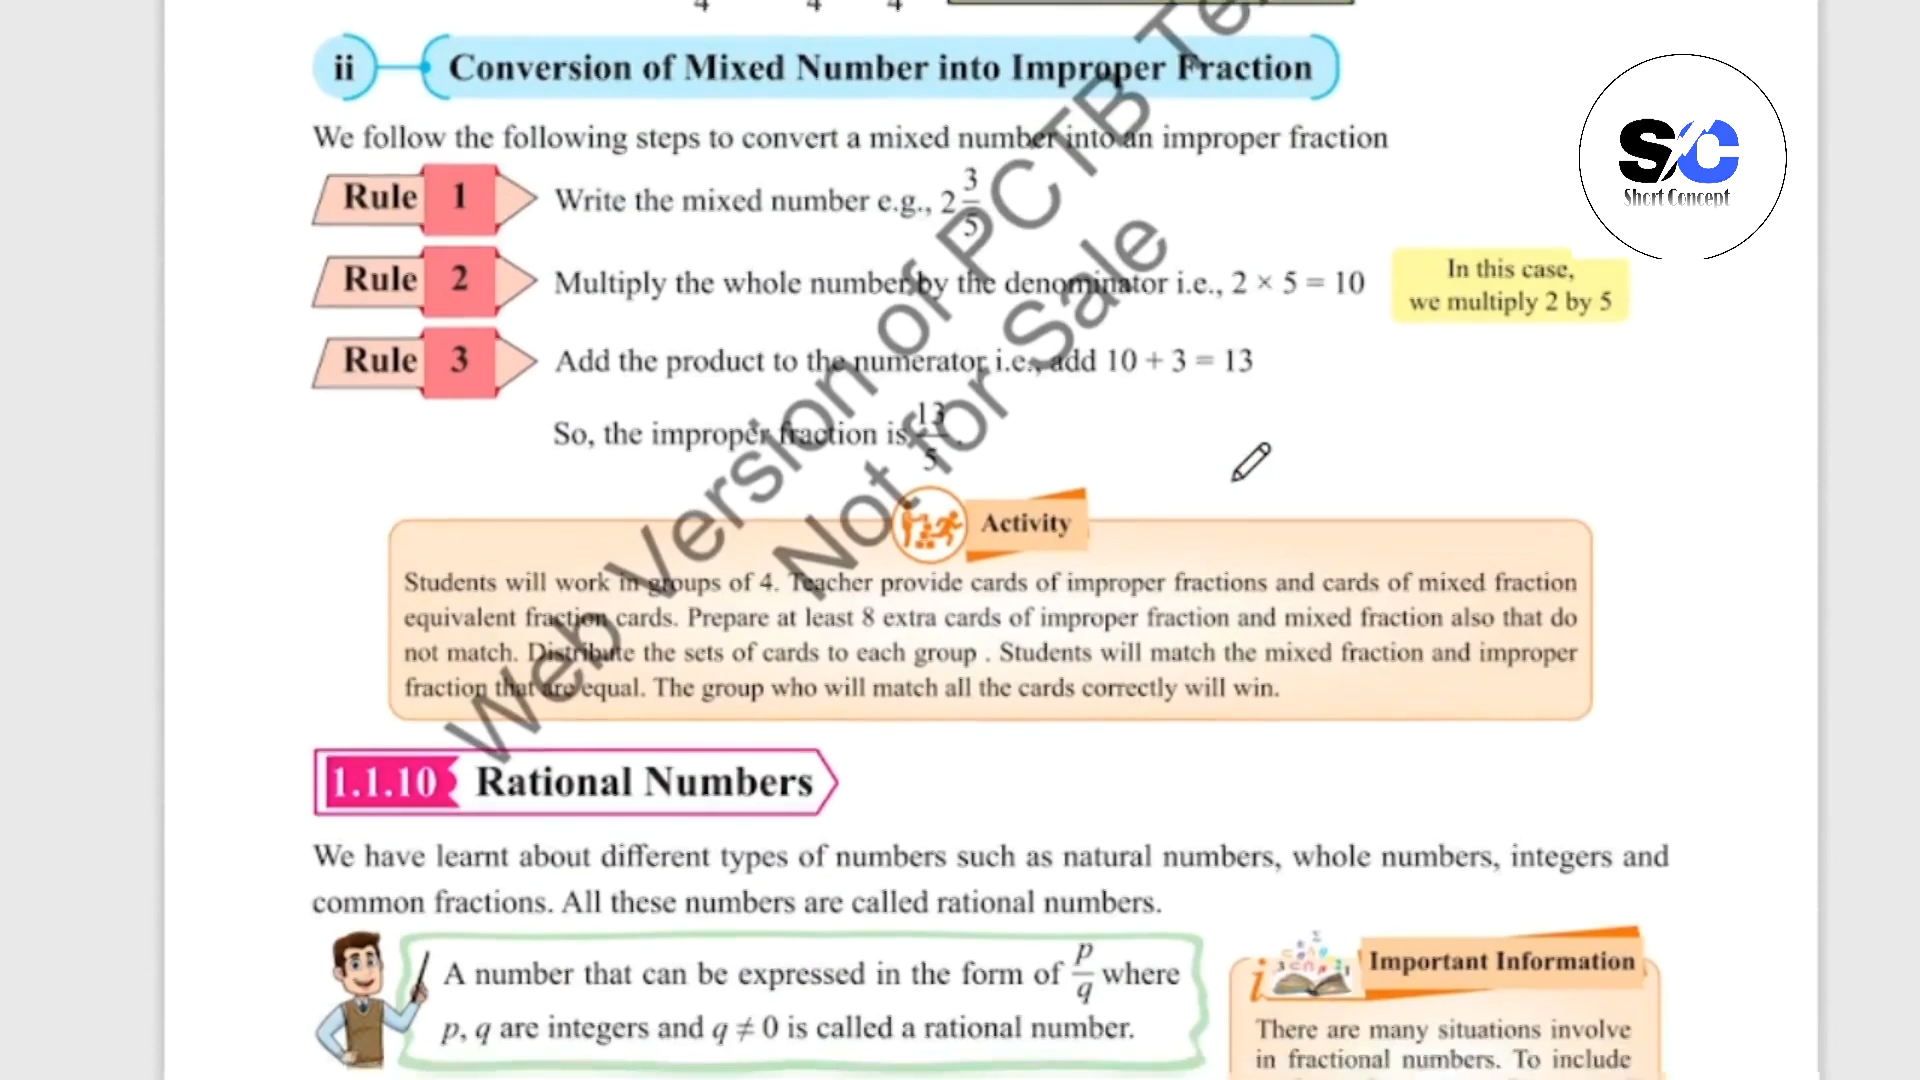 4 4 4
ii Conversion of Mixed Number into Improper Fraction
We follow the following steps to convert a mixed number into an improper fraction
Rule 1 Write the mixed number e.g., 2 3/5
Rule 2 Multiply the whole number by the denominator i.e., 2 × 5 = 10
In this case,
we multiply 2 by 5
Rule 3 Add the product to the numerator i.e., add 10 + 3 = 13
So, the improper fraction is 13/5 .
S/C
Short Concept
Activity
Students will work in groups of 4. Teacher provide cards of improper fractions and cards of mixed fraction
equivalent fraction cards. Prepare at least 8 extra cards of improper fraction and mixed fraction also that do
not match. Distribute the sets of cards to each group . Students will match the mixed fraction and improper
fraction that are equal. The group who will match all the cards correctly will win.
1.1.10 Rational Numbers
We have learnt about different types of numbers such as natural numbers, whole numbers, integers and
common fractions. All these numbers are called rational numbers.
A number that can be expressed in the form of p/q where
p, q are integers and q ≠ 0 is called a rational number.
Important Information
There are many situations involve
in fractional numbers. To include
Web Version of PCTB Te
Not for Sale